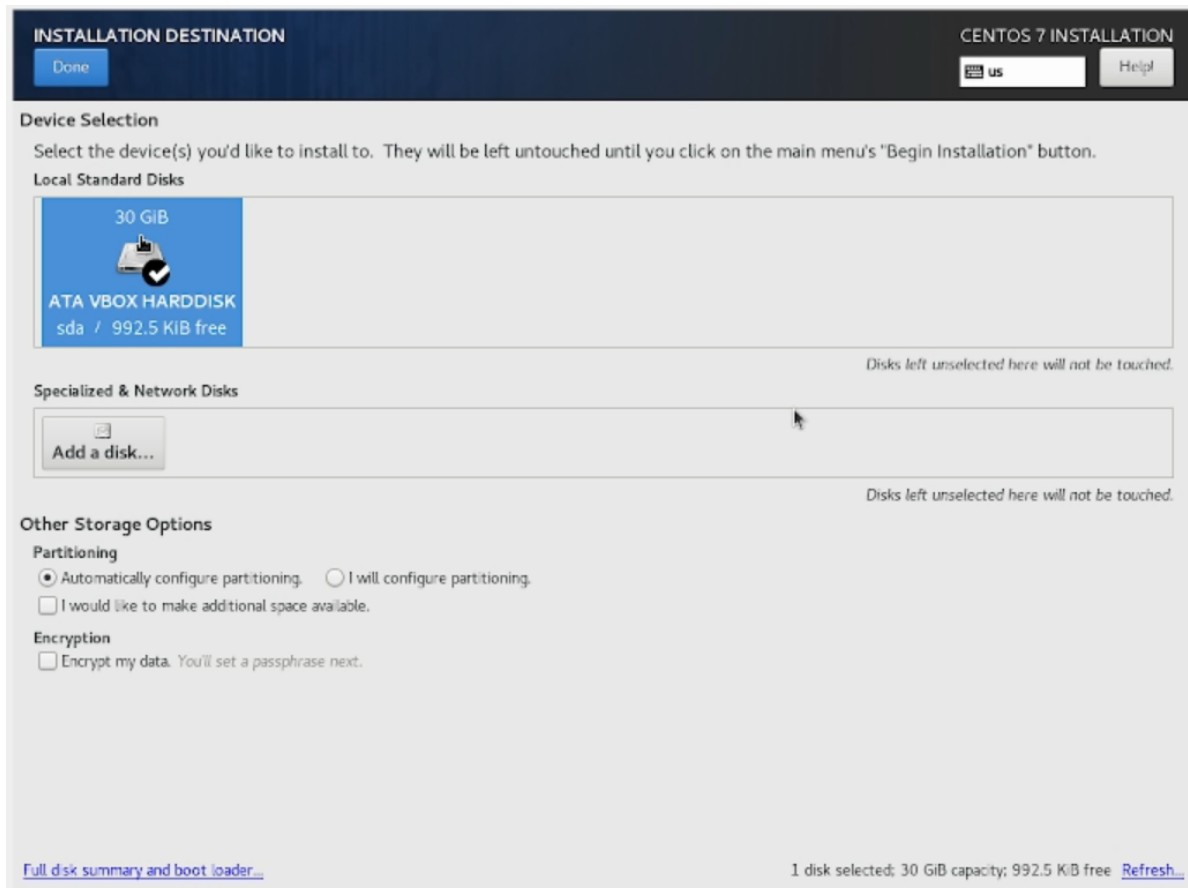 INSTALLATION DESTINATION
CENTOS 7 INSTALLATION
Done
us
Help!
Device Selection
Select the device(s) you'd like to install to. They will be left untouched until you click on the main menu's "Begin Installation" button.
Local Standard Disks
30 GiB
ATA VBOX HARDDISK
sda / 992.5 KiB free
Disks left unselected here will not be touched.
Specialized & Network Disks
Add a disk...
Disks left unselected here will not be touched.
Other Storage Options
Partitioning
Automatically configure partitioning. I will configure partitioning.
I would like to make additional space available.
Encryption
Encrypt my data. You'll set a passphrase next.
Full disk summary and boot loader...
1 disk selected; 30 GiB capacity; 992.5 KiB free Refresh...